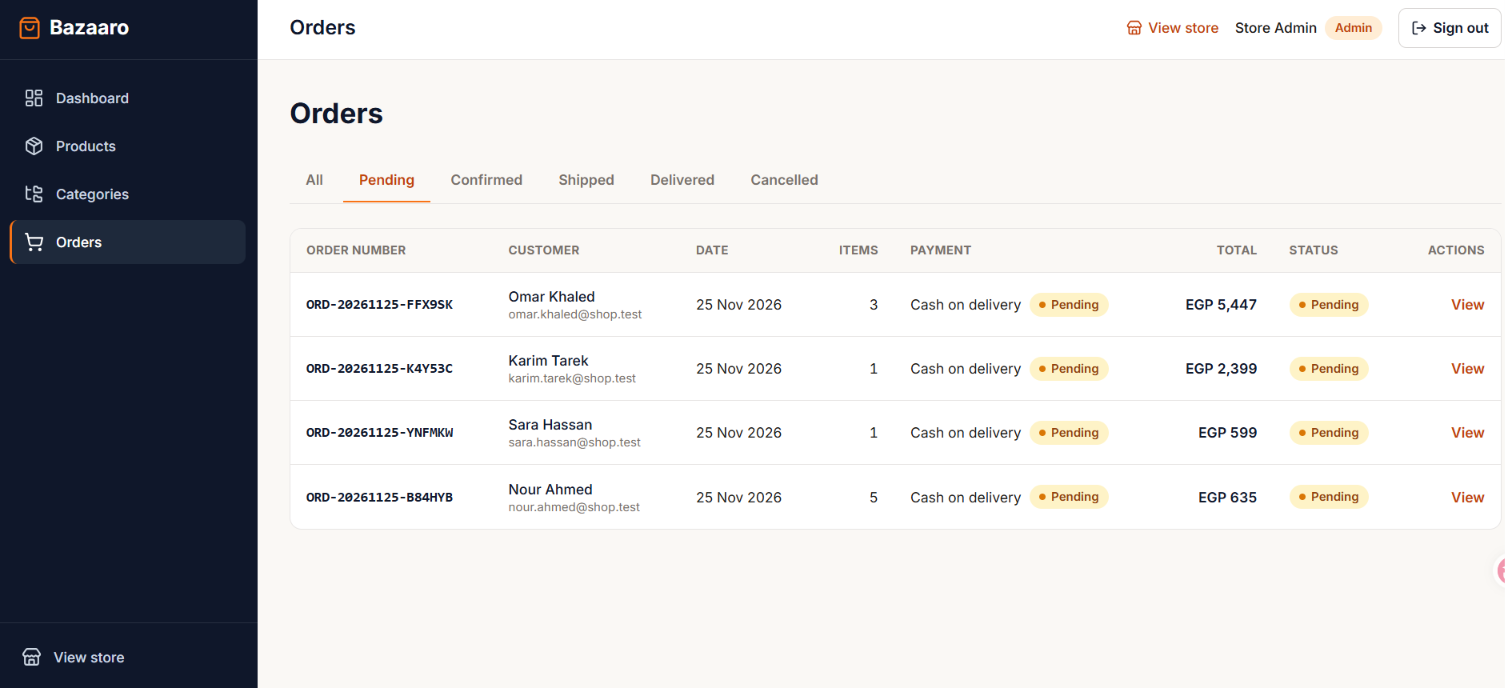 Bazaaro
Orders
View store
Store Admin
Admin
Sign out
Dashboard
Products
Categories
Orders
View store
Orders
All Pending Confirmed Shipped Delivered Cancelled
ORDER NUMBER CUSTOMER DATE ITEMS PAYMENT TOTAL STATUS ACTIONS
ORD-20261125-FFX9SK Omar Khaled 25 Nov 2026 3 Cash on delivery Pending EGP 5,447 Pending View
omar.khaled@shop.test
ORD-20261125-K4Y53C Karim Tarek 25 Nov 2026 1 Cash on delivery Pending EGP 2,399 Pending View
karim.tarek@shop.test
ORD-20261125-YNFMKW Sara Hassan 25 Nov 2026 1 Cash on delivery Pending EGP 599 Pending View
sara.hassan@shop.test
ORD-20261125-B84HYB Nour Ahmed 25 Nov 2026 5 Cash on delivery Pending EGP 635 Pending View
nour.ahmed@shop.test